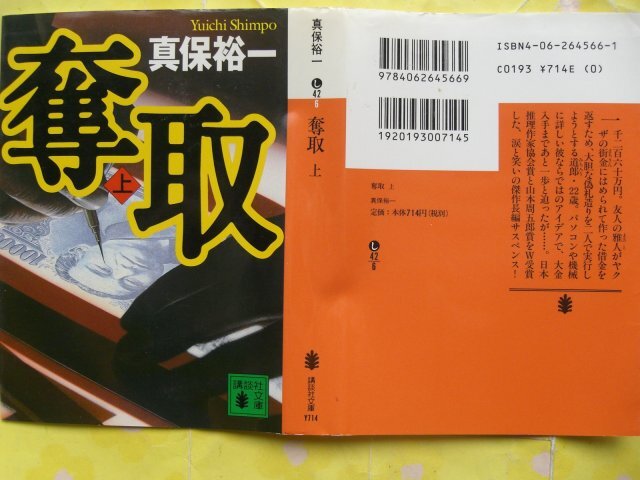 Yuichi Shimpo
真保裕一
奪取
上
講談社文庫
真保裕一
し
42
6
奪取 上
講談社文庫
¥714
奪取 上
真保裕一
定価:本体714円(税別)
し
42
6
9784062645669
1920193007145
ISBN4-06-264566-1
C0193 ¥714E (0)
一千二百六十万円。友人の雅人がヤク
ザの街金にはめられて作った借金を
返すため、大胆な偽札造りを二人で実行し
ようとする道郎・22歳。パソコンや機械
に詳しい彼ならではのアイデアで、大金
入手まであと一歩と迫ったが……。日本
推理作家協会賞と山本周五郎賞をW受賞
した、涙と笑いの傑作長編サスペンス!